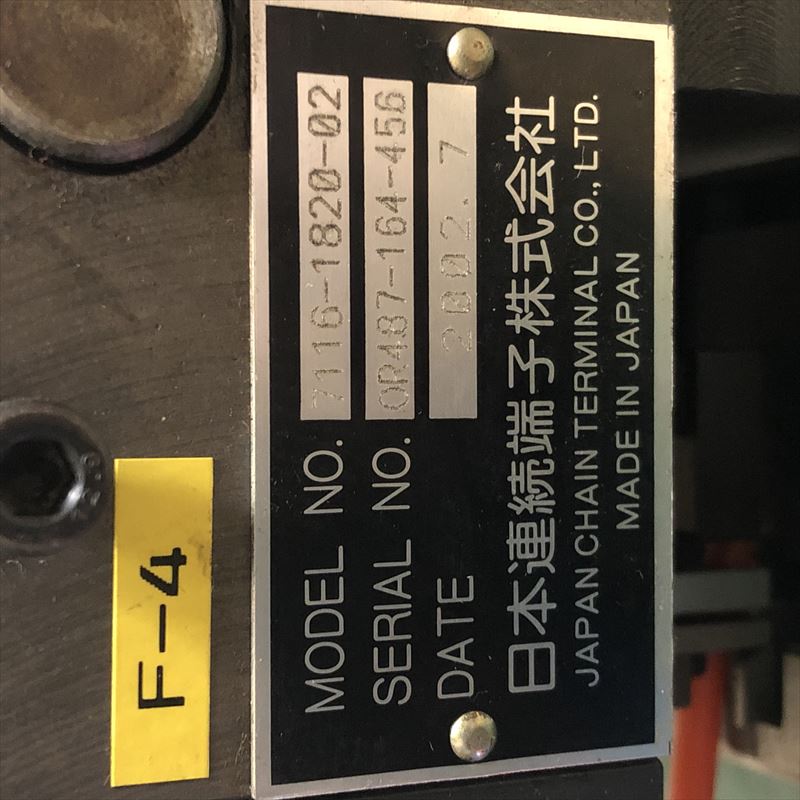 MODEL NO. 7116-1820-02
SERIAL NO. OR487-164-456
DATE 2002.7
日本連続端子株式会社
JAPAN CHAIN TERMINAL CO., LTD.
MADE IN JAPAN
F-4